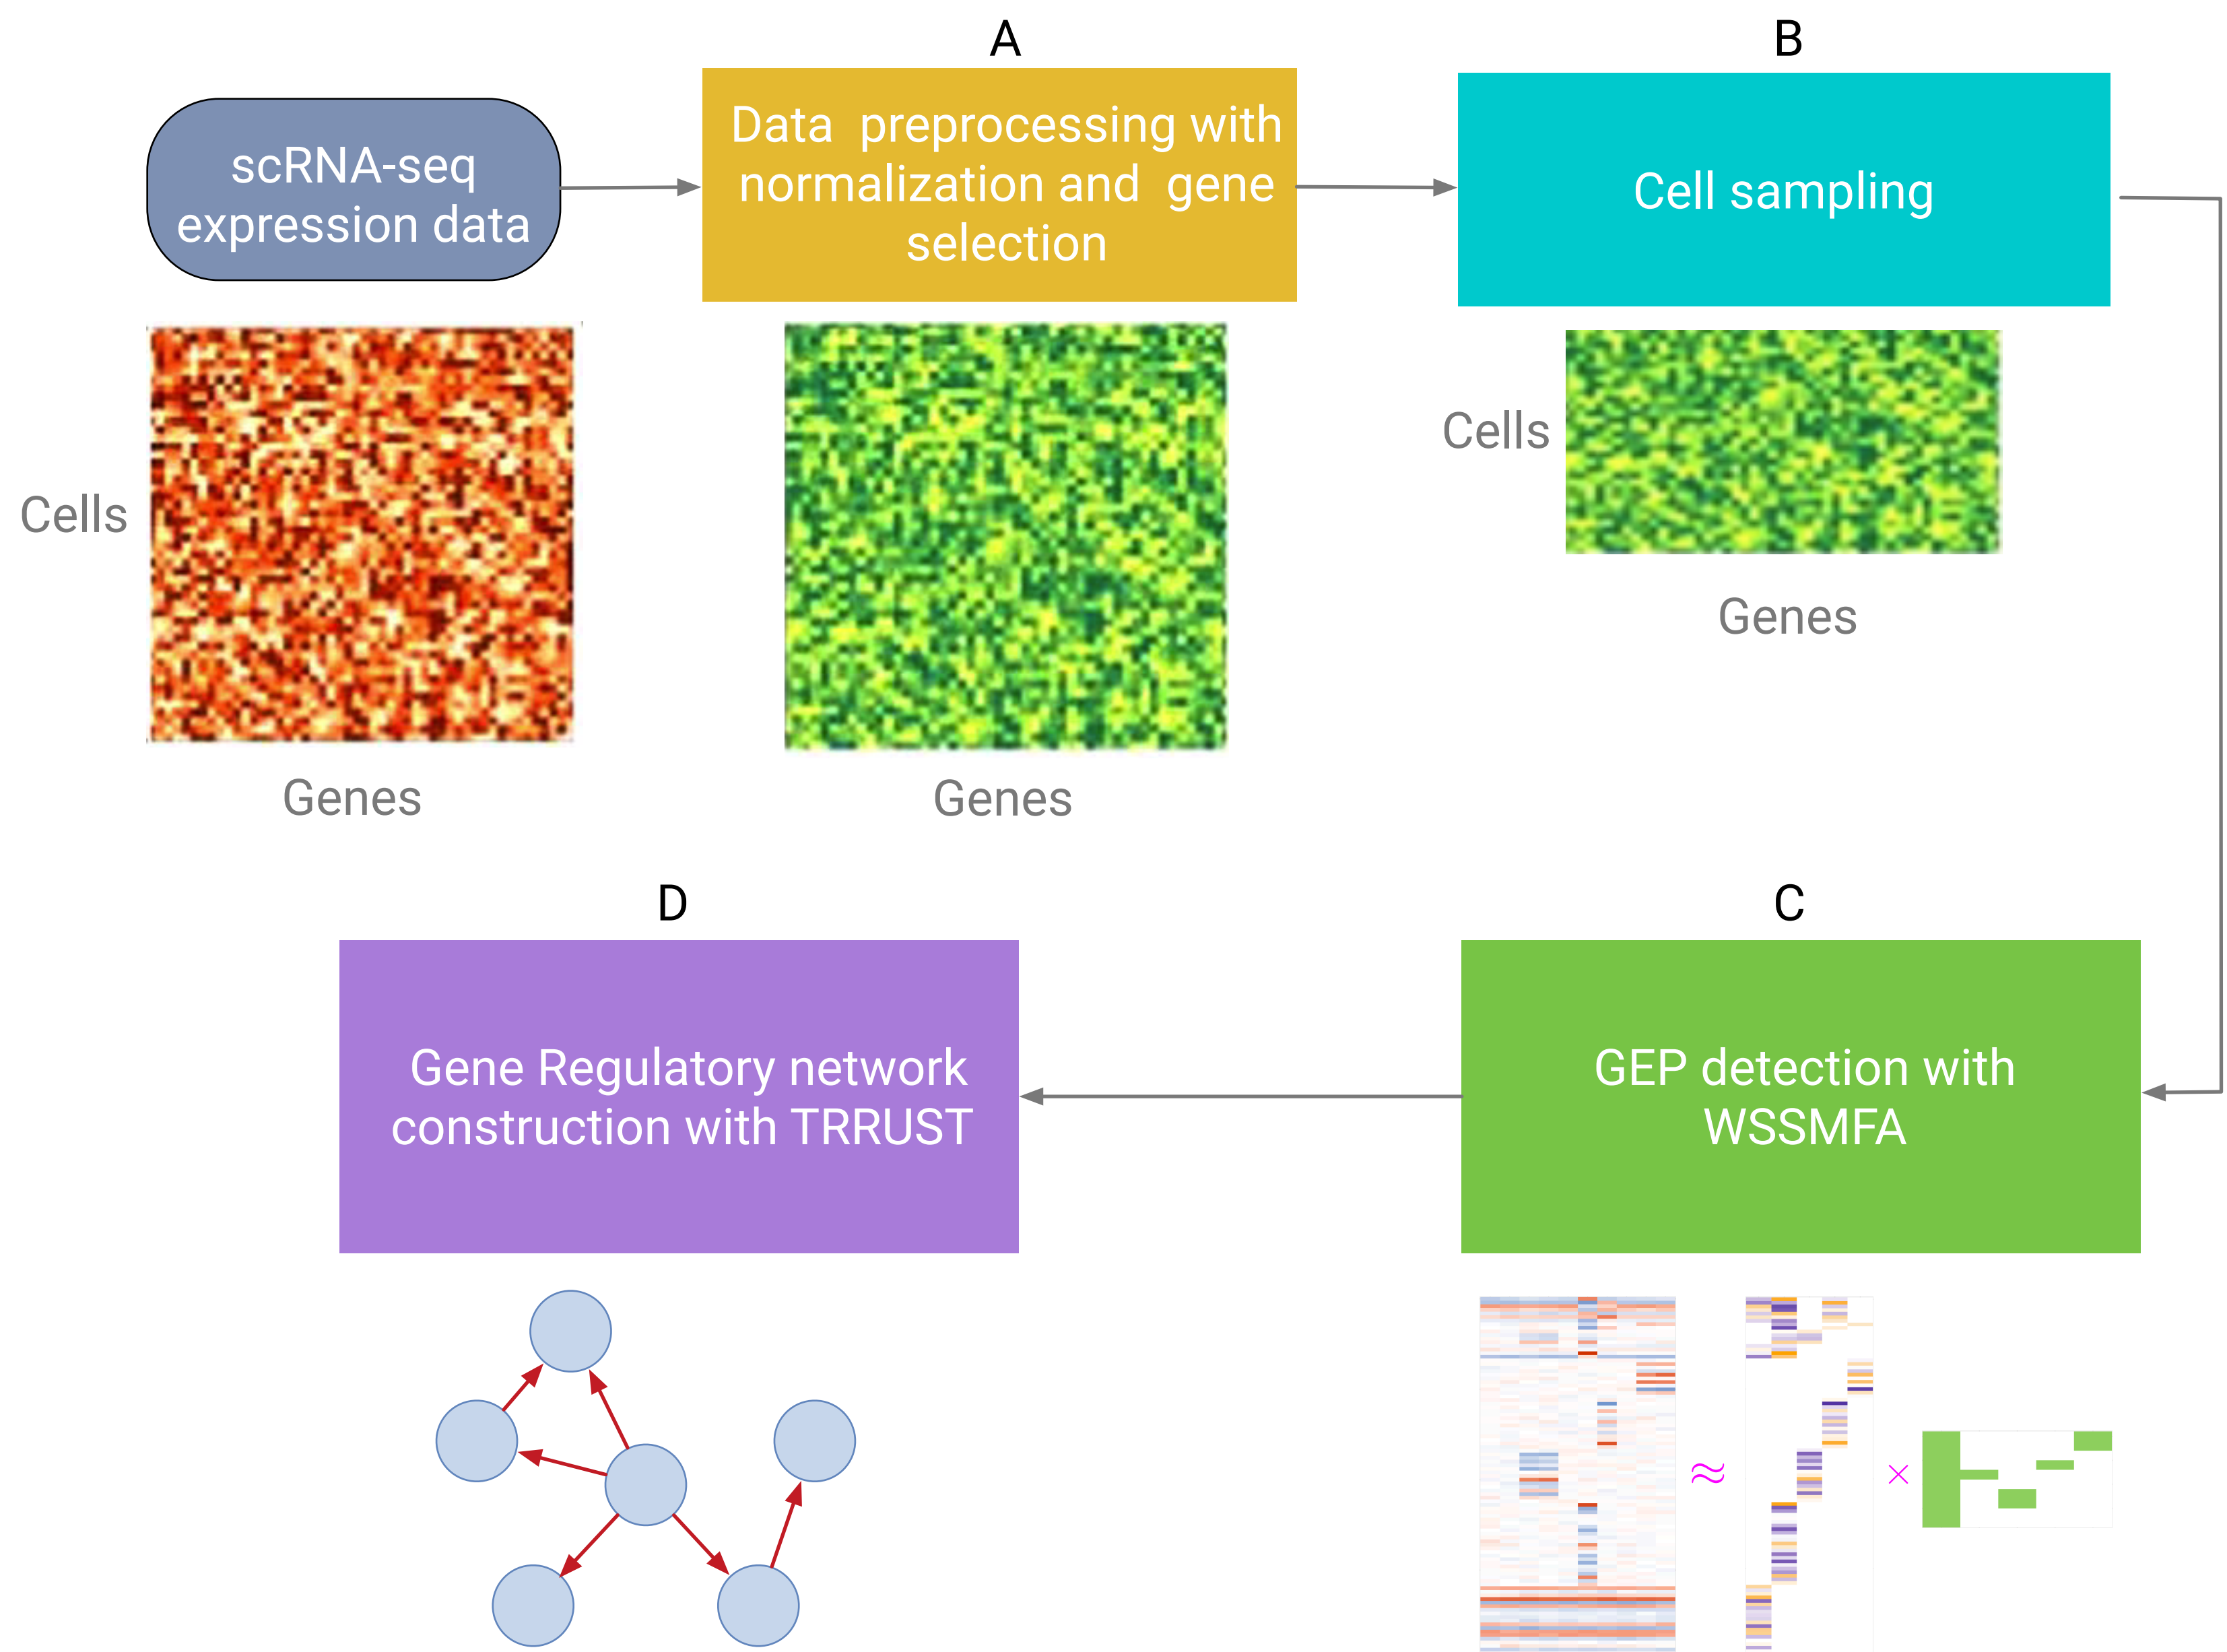 A
B
scRNA-seq
expression data
Data preprocessing with
normalization and gene
selection
Cell sampling
Cells
Genes
Genes
Cells
Genes
D
C
Gene Regulatory network
construction with TRRUST
GEP detection with
WSSMFA
≈
×